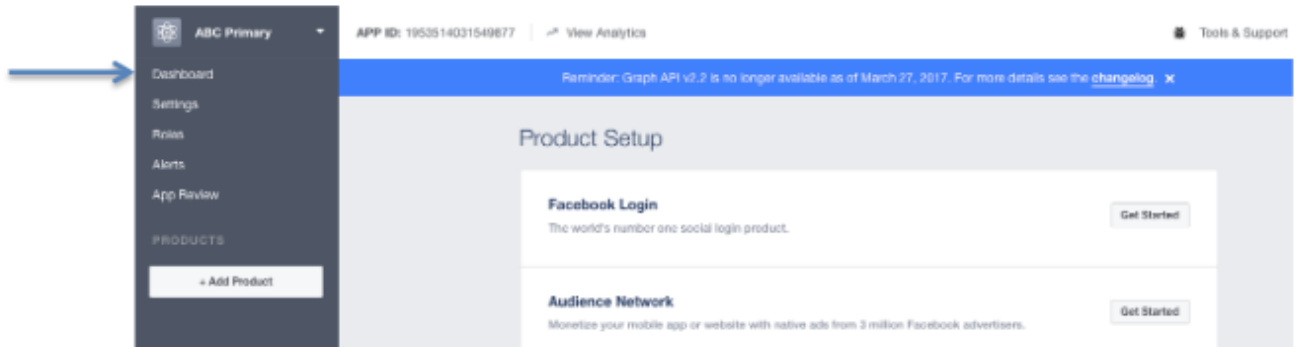 ABC Primary
APP ID: 1953514031549877
View Analytics
Tools & Support
Dashboard
Reminder: Graph API v2.2 is no longer available as of March 27, 2017. For more details see the changelog. ×
Settings
Roles
Alerts
App Review
PRODUCTS
+ Add Product
Product Setup
Facebook Login
The world's number one social login product.
Get Started
Audience Network
Monetize your mobile app or website with native ads from 3 million Facebook advertisers.
Get Started